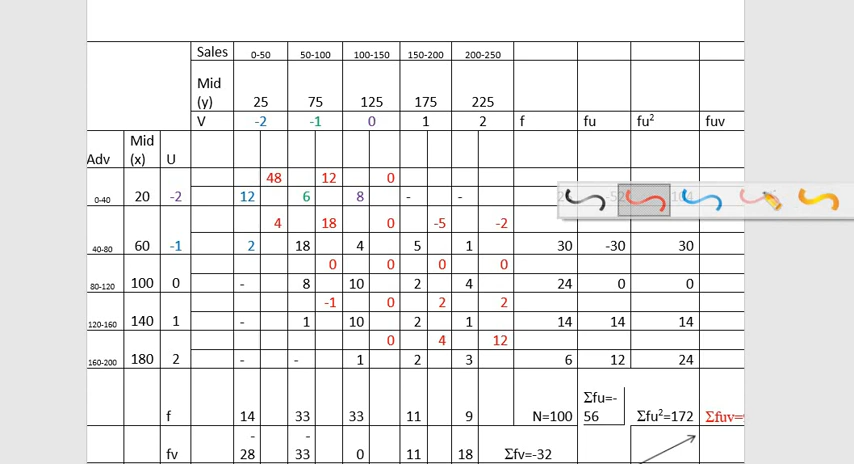 Sales 0-50 50-100 100-150 150-200 200-250
Mid
(y) 25 75 125 175 225
V -2 -1 0 1 2 f fu fu² fuv
Mid
Adv (x) U
48 12 0
0-40 20 -2 12 6 8 - -
4 18 0 -5 -2
40-80 60 -1 2 18 4 5 1 30 -30 30
0 0 0 0
80-120 100 0 - 8 10 2 4 24 0 0
-1 0 2 2
120-160 140 1 - 1 10 2 1 14 14 14
0 4 12
160-200 180 2 - - 1 2 3 6 12 24
Σfu=-
f 14 33 33 11 9 N=100 56 Σfu²=172 Σfuv=
- -
fv 28 33 0 11 18 Σfv=-32